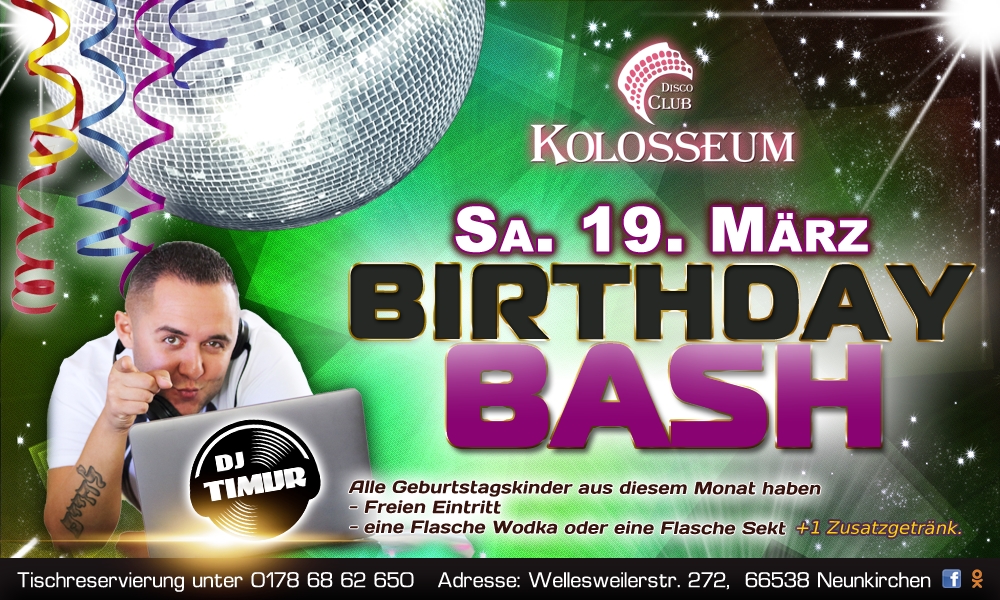 DISCO
CLUB
KOLOSSEUM
SA. 19. MÄRZ
BIRTHDAY
BASH
DJ
TIMUR
Alle Geburtstagskinder aus diesem Monat haben
- Freien Eintritt
- eine Flasche Wodka oder eine Flasche Sekt +1 Zusatzgetränk.
Tischreservierung unter 0178 68 62 650 Adresse: Wellesweilerstr. 272, 66538 Neunkirchen f